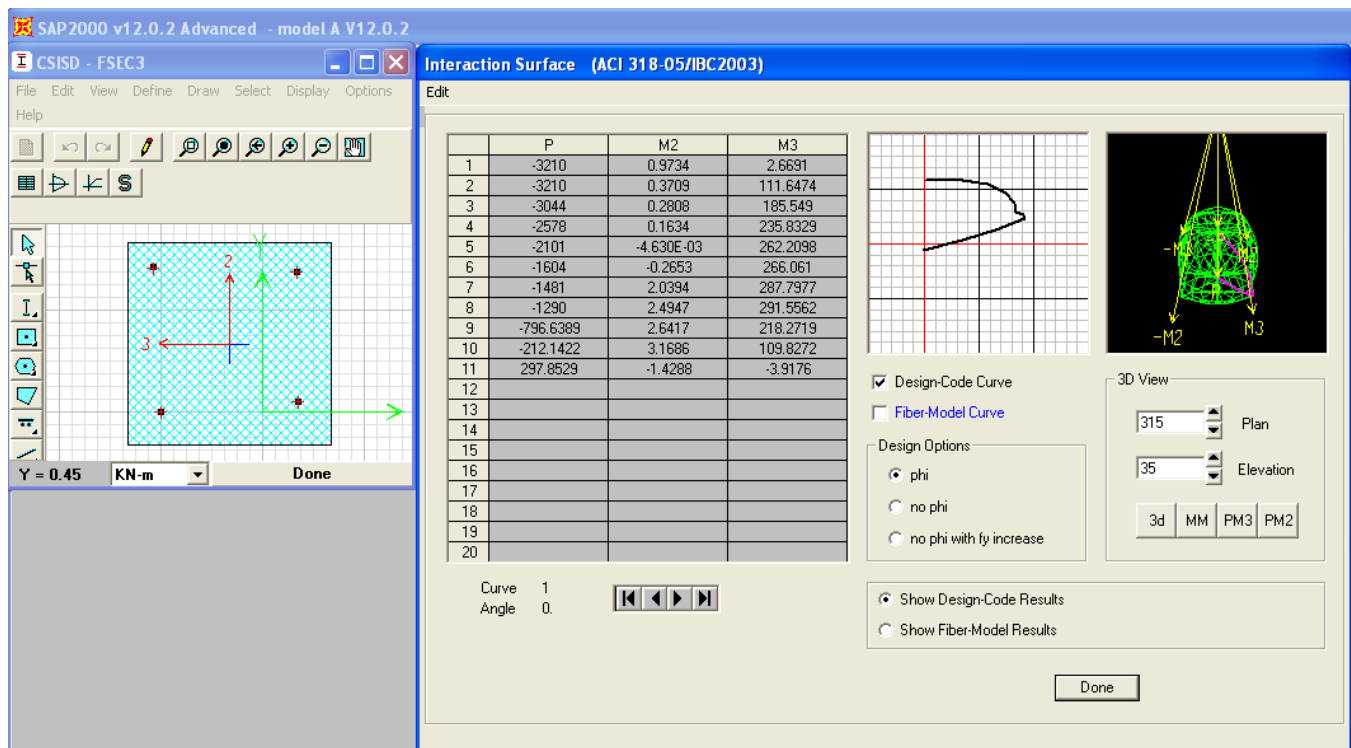 SAP2000 v12.0.2 Advanced - model A V12.0.2
CSISD - FSEC3
File Edit View Define Draw Select Display Options
Help
S
Y
2
3
Y = 0.45 KN-m Done
Interaction Surface (ACI 318-05/IBC2003)
Edit
P M2 M3
1 -3210 0.9734 2.6691
2 -3210 0.3709 111.6474
3 -3044 0.2808 185.549
4 -2578 0.1634 235.8329
5 -2101 -4.630E-03 262.2098
6 -1604 -0.2653 266.061
7 -1481 2.0394 287.7977
8 -1290 2.4947 291.5562
9 -796.6389 2.6417 218.2719
10 -212.1422 3.1686 109.8272
11 297.8529 -1.4288 -3.9176
12
13
14
15
16
17
18
19
20
Curve 1
Angle 0.
-M2 M3
Design-Code Curve
Fiber-Model Curve
Design Options
phi
no phi
no phi with fy increase
3D View
315 Plan
35 Elevation
3d MM PM3 PM2
Show Design-Code Results
Show Fiber-Model Results
Done